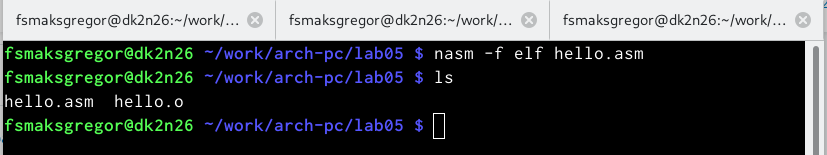 fsmaksgregor@dk2n26:~/work/... fsmaksgregor@dk2n26:~/work/... fsmaksgregor@dk2n26:~/work/...
fsmaksgregor@dk2n26 ~/work/arch-pc/lab05 $ nasm -f elf hello.asm
fsmaksgregor@dk2n26 ~/work/arch-pc/lab05 $ ls
hello.asm  hello.o
fsmaksgregor@dk2n26 ~/work/arch-pc/lab05 $